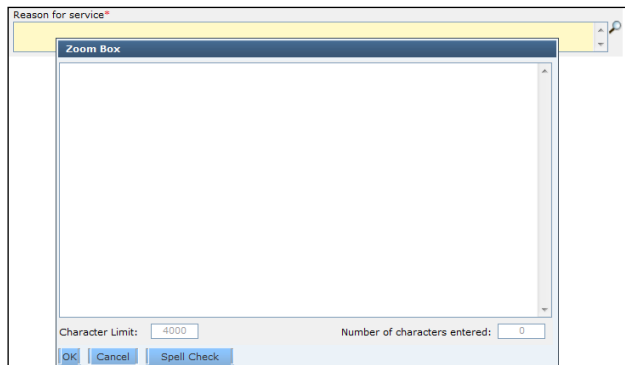 Reason for service*
Zoom Box
Character Limit: 4000 Number of characters entered: 0
OK Cancel Spell Check